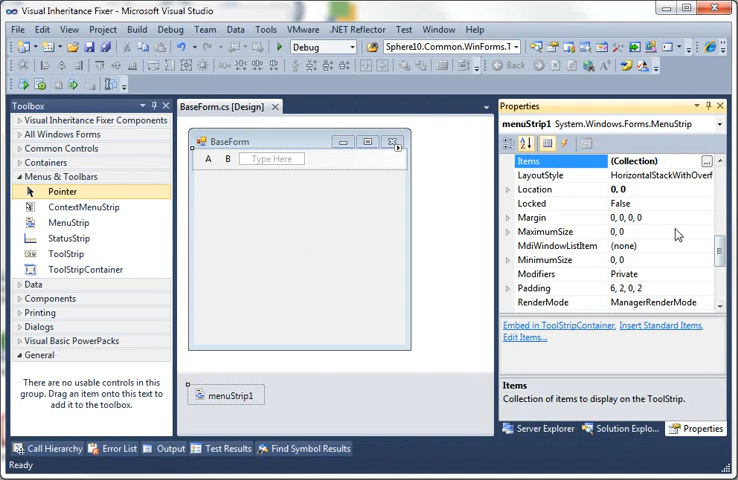 Visual Inheritance Fixer - Microsoft Visual Studio
File Edit View Project Build Debug Team Data Tools VMware .NET Reflector Test Window Help
Debug Sphere10.Common.WinForms.T
Back
Toolbox
Visual Inheritance Fixer Components
All Windows Forms
Common Controls
Containers
Menus & Toolbars
Pointer
ContextMenuStrip
MenuStrip
StatusStrip
ToolStrip
ToolStripContainer
Data
Components
Printing
Dialogs
Visual Basic PowerPacks
General
There are no usable controls in this
group. Drag an item onto this text to
add it to the toolbox.
BaseForm.cs [Design]
BaseForm
A B Type Here
menuStrip1
Properties
menuStrip1 System.Windows.Forms.MenuStrip
Items (Collection)
LayoutStyle HorizontalStackWithOverf
Location 0, 0
Locked False
Margin 0, 0, 0, 0
MaximumSize 0, 0
MdiWindowListItem (none)
MinimumSize 0, 0
Modifiers Private
Padding 6, 2, 0, 2
RenderMode ManagerRenderMode
Embed in ToolStripContainer, Insert Standard Items,
Edit Items...
Items
Collection of items to display on the ToolStrip.
Server Explorer Solution Explo... Properties
Call Hierarchy Error List Output Test Results Find Symbol Results
Ready